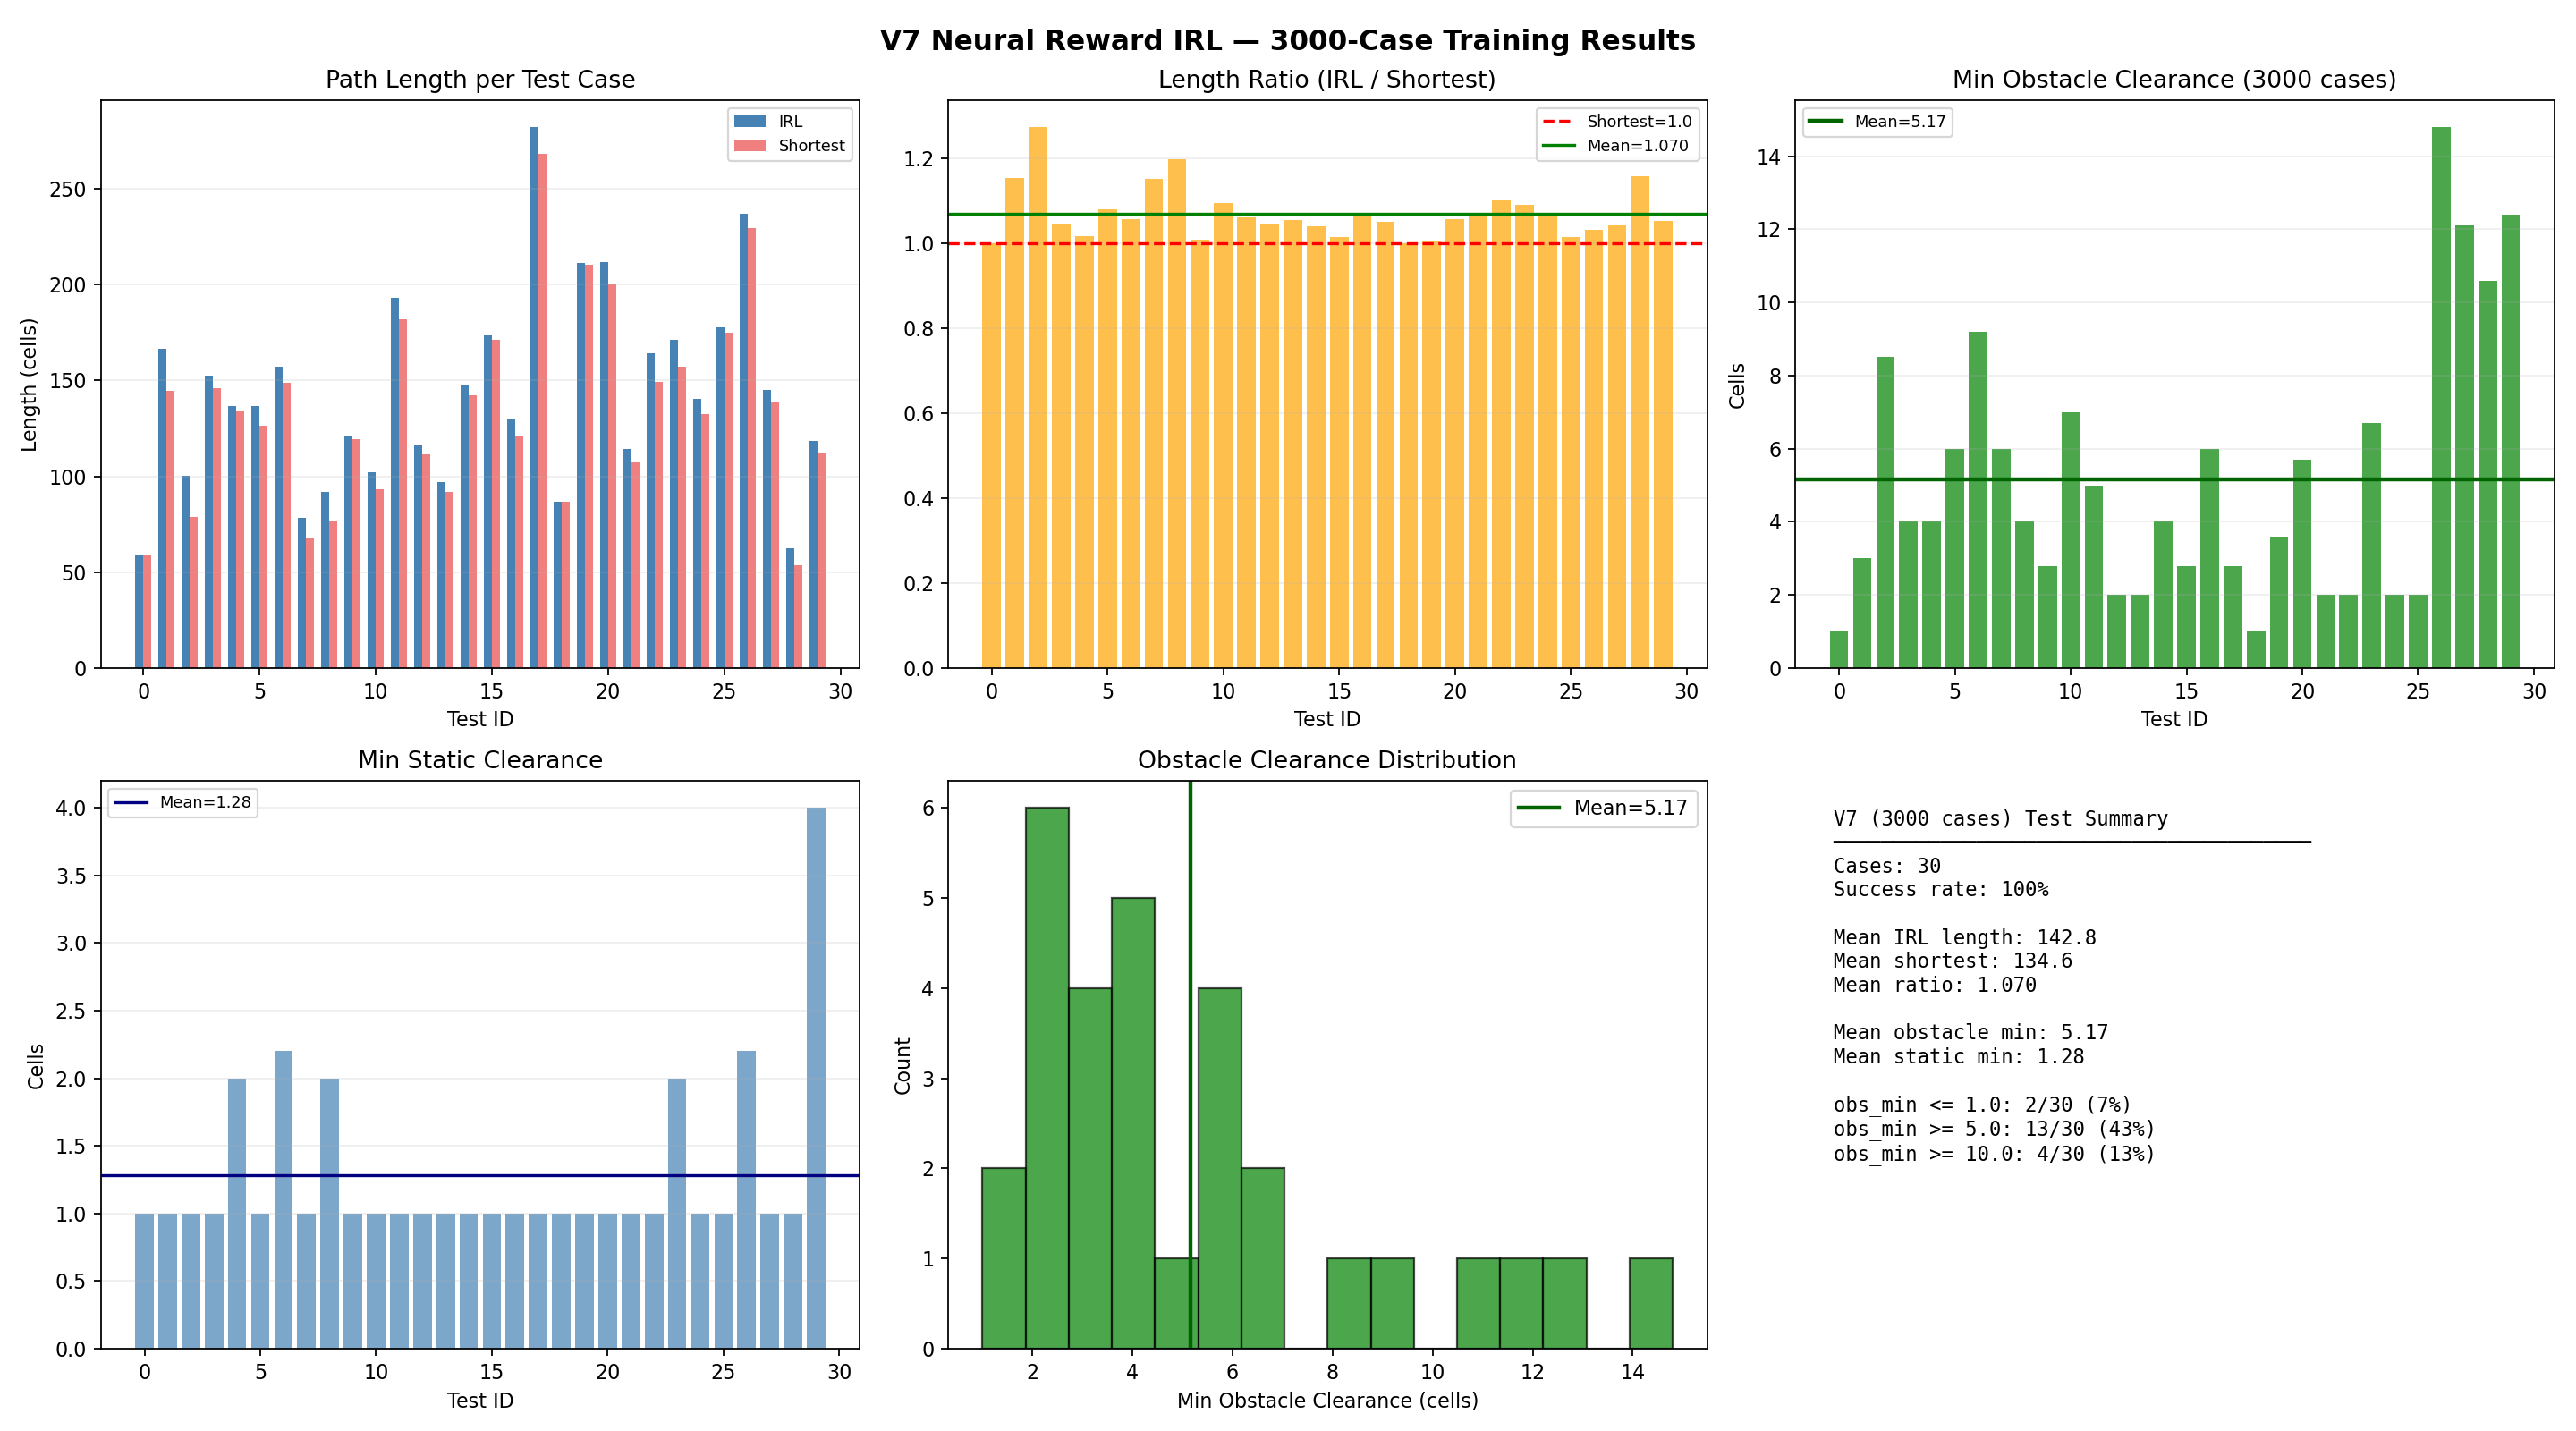 V7 Neural Reward IRL — 3000-Case Training Results
Path Length per Test Case
IRL
Shortest
Length (cells)
250
200
150
100
50
0
0 5 10 15 20 25 30
Test ID
Length Ratio (IRL / Shortest)
Shortest=1.0
Mean=1.070
1.2
1.0
0.8
0.6
0.4
0.2
0.0
0 5 10 15 20 25 30
Test ID
Min Obstacle Clearance (3000 cases)
Mean=5.17
Cells
14
12
10
8
6
4
2
0
0 5 10 15 20 25 30
Test ID
Min Static Clearance
Mean=1.28
Cells
4.0
3.5
3.0
2.5
2.0
1.5
1.0
0.5
0.0
0 5 10 15 20 25 30
Test ID
Obstacle Clearance Distribution
Mean=5.17
Count
6
5
4
3
2
1
0
2 4 6 8 10 12 14
Min Obstacle Clearance (cells)
V7 (3000 cases) Test Summary
Cases: 30
Success rate: 100%
Mean IRL length: 142.8
Mean shortest: 134.6
Mean ratio: 1.070
Mean obstacle min: 5.17
Mean static min: 1.28
obs_min <= 1.0: 2/30 (7%)
obs_min >= 5.0: 13/30 (43%)
obs_min >= 10.0: 4/30 (13%)